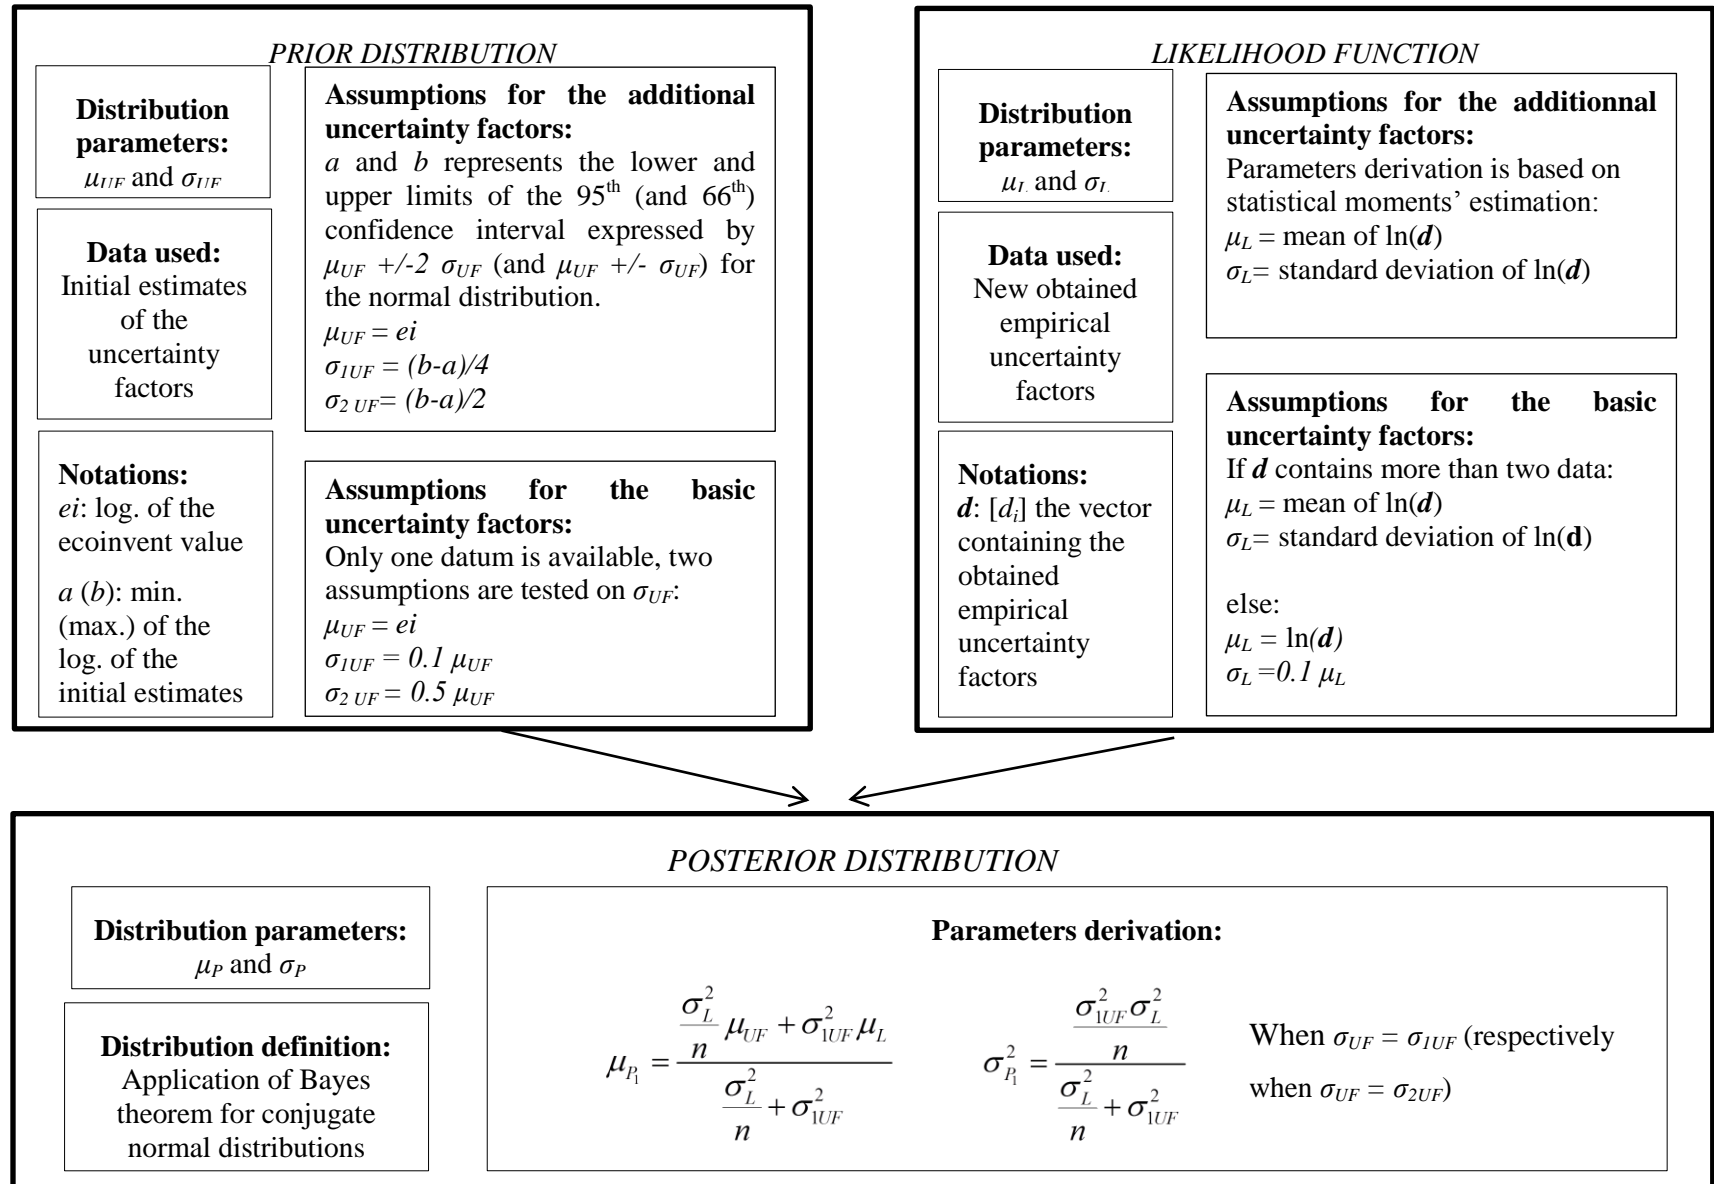 PRIOR DISTRIBUTION
Distribution
parameters:
μUF and σUF
Data used:
Initial estimates
of the
uncertainty
factors
Notations:
ei: log. of the
ecoinvent value
a (b): min.
(max.) of the
log. of the
initial estimates
Assumptions for the additional
uncertainty factors:
a and b represents the lower and
upper limits of the 95th (and 66th)
confidence interval expressed by
μUF +/-2 σUF (and μUF +/- σUF) for
the normal distribution.
μUF = ei
σ1UF = (b-a)/4
σ2 UF= (b-a)/2
Assumptions for the basic
uncertainty factors:
Only one datum is available, two
assumptions are tested on σUF:
μUF = ei
σ1UF = 0.1 μUF
σ2 UF = 0.5 μUF
LIKELIHOOD FUNCTION
Distribution
parameters:
μL and σL
Data used:
New obtained
empirical
uncertainty
factors
Notations:
d: [di] the vector
containing the
obtained
empirical
uncertainty
factors
Assumptions for the additionnal
uncertainty factors:
Parameters derivation is based on
statistical moments’ estimation:
μL = mean of ln(d)
σL= standard deviation of ln(d)
Assumptions for the basic
uncertainty factors:
If d contains more than two data:
μL = mean of ln(d)
σL= standard deviation of ln(d)
else:
μL = ln(d)
σL =0.1 μL
POSTERIOR DISTRIBUTION
Distribution parameters:
μP and σP
Distribution definition:
Application of Bayes
theorem for conjugate
normal distributions
Parameters derivation:
μP1 = (σL²/n μUF + σ1UF² μL) / (σL²/n + σ1UF²)
σP1² = (σ1UF² σL²/n) / (σL²/n + σ1UF²)
When σUF = σ1UF (respectively
when σUF = σ2UF)